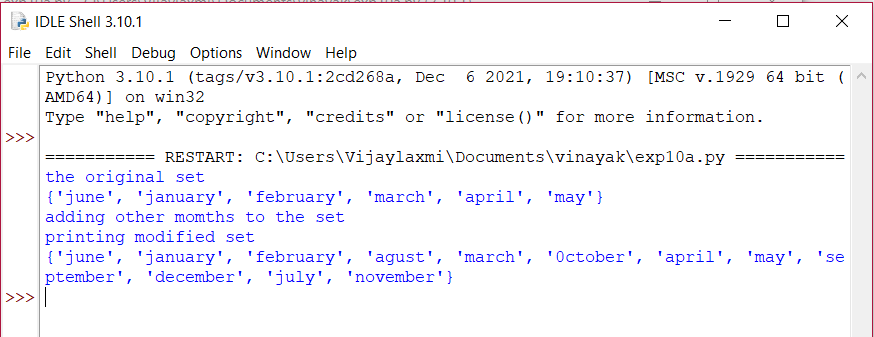 IDLE Shell 3.10.1
File Edit Shell Debug Options Window Help
Python 3.10.1 (tags/v3.10.1:2cd268a, Dec  6 2021, 19:10:37) [MSC v.1929 64 bit (
AMD64)] on win32
Type "help", "copyright", "credits" or "license()" for more information.
>>>
=========== RESTART: C:\Users\Vijaylaxmi\Documents\vinayak\exp10a.py ===========
the original set
{'june', 'january', 'february', 'march', 'april', 'may'}
adding other momths to the set
printing modified set
{'june', 'january', 'february', 'agust', 'march', '0ctober', 'april', 'may', 'se
ptember', 'december', 'july', 'november'}
>>>